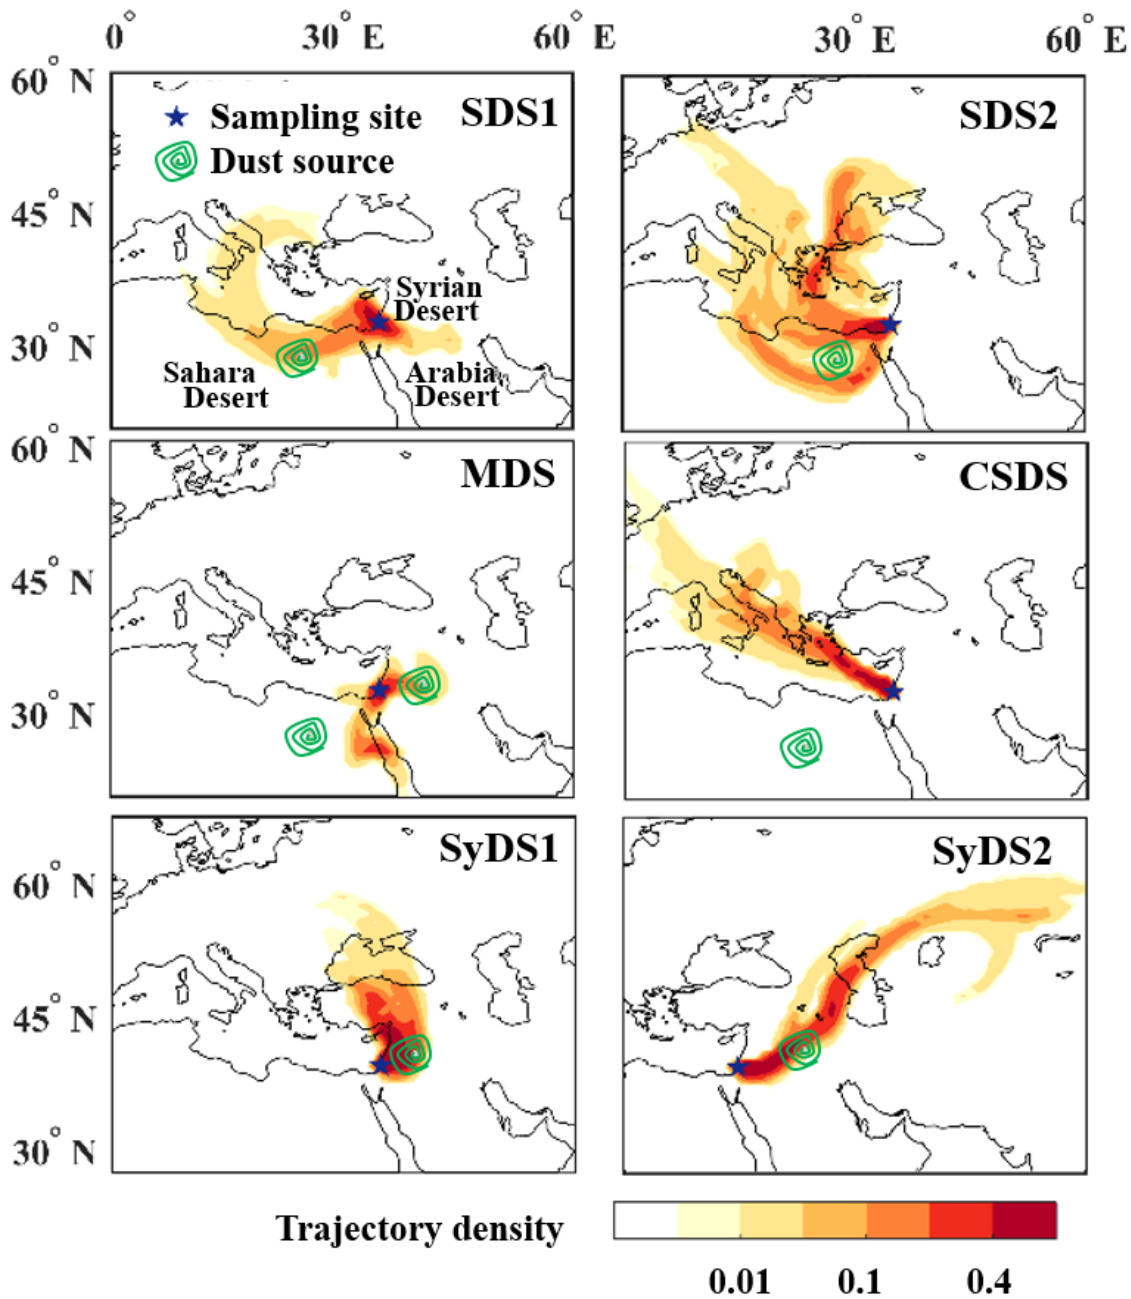 0° 30° E 60° E 30° E 60° E
60° N
SDS1
SDS2
Sampling site
Dust source
45° N
Syrian
Desert
30° N
Sahara
Desert
Arabia
Desert
60° N
MDS
CSDS
45° N
30° N
SyDS1
SyDS2
60° N
45° N
30° N
Trajectory density
0.01 0.1 0.4